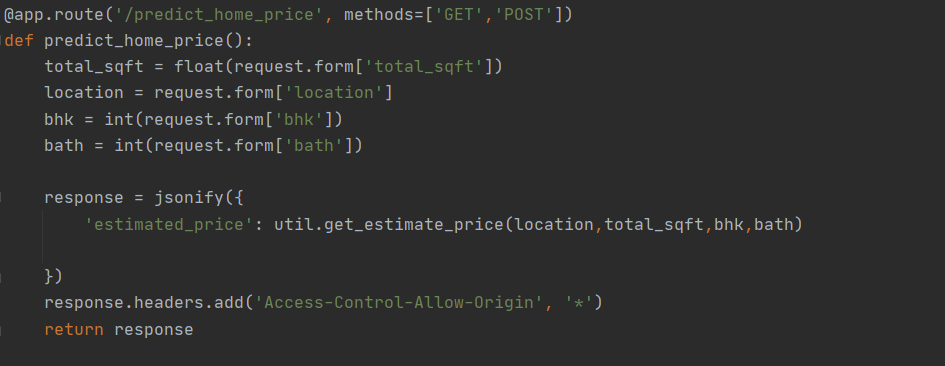 @app.route('/predict_home_price', methods=['GET','POST'])
def predict_home_price():
    total_sqft = float(request.form['total_sqft'])
    location = request.form['location']
    bhk = int(request.form['bhk'])
    bath = int(request.form['bath'])

    response = jsonify({
        'estimated_price': util.get_estimate_price(location,total_sqft,bhk,bath)

    })
    response.headers.add('Access-Control-Allow-Origin', '*')
    return response